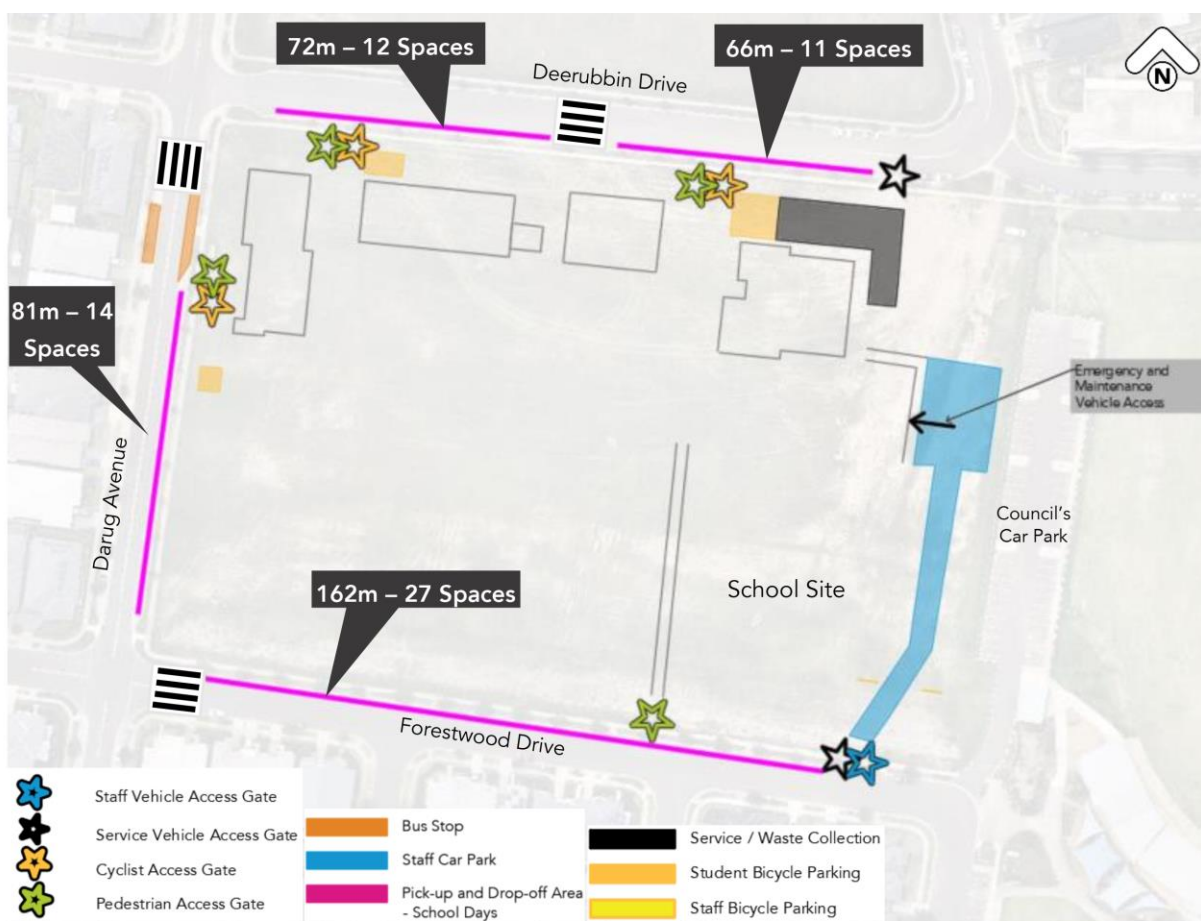 72m – 12 Spaces
66m – 11 Spaces
Deerubbin Drive
N
81m – 14
Spaces
Emergency and
Maintenance
Vehicle Access
Darug Avenue
Council's
Car Park
162m – 27 Spaces
School Site
Forestwood Drive
Staff Vehicle Access Gate
Service Vehicle Access Gate
Cyclist Access Gate
Pedestrian Access Gate
Bus Stop
Staff Car Park
Pick-up and Drop-off Area
- School Days
Service / Waste Collection
Student Bicycle Parking
Staff Bicycle Parking